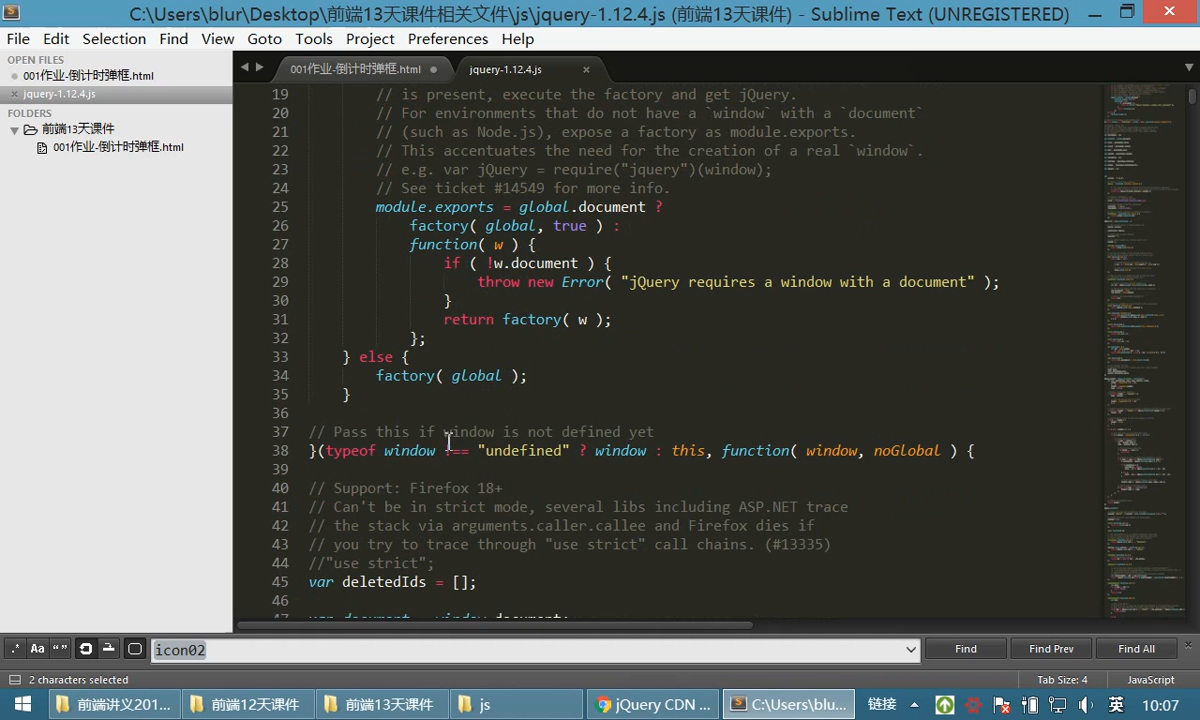 C:\Users\blur\Desktop\前端13天课件相关文件\js\jquery-1.12.4.js (前端13天课件) - Sublime Text (UNREGISTERED)
File Edit Selection Find View Goto Tools Project Preferences Help
OPEN FILES
001作业-倒计时弹框.html
jquery-1.12.4.js
FOLDERS
前端13天课件
001作业-倒计时弹框.html
001作业-倒计时弹框.html jquery-1.12.4.js
19 // is present, execute the factory and get jQuery.
20 // For environments that do not have a `window` with a `document`
21 // (such as Node.js), expose a factory as module.exports.
22 // This accentuates the need for the creation of a real `window`.
23 // e.g. var jQuery = require("jquery")(window);
24 // See ticket #14549 for more info.
25 module.exports = global.document ?
26 factory( global, true ) :
27 function( w ) {
28 if ( !w.document ) {
29 throw new Error( "jQuery requires a window with a document" );
30 }
31 return factory( w );
32 };
33 } else {
34 factory( global );
35 }
36
37 // Pass this if window is not defined yet
38 }(typeof window !== "undefined" ? window : this, function( window, noGlobal ) {
39
40 // Support: Firefox 18+
41 // Can't be in strict mode, several libs including ASP.NET trace
42 // the stack via arguments.caller.callee and Firefox dies if
43 // you try to trace through "use strict" call chains. (#13335)
44 //"use strict";
45 var deletedIds = [];
46
47 var document = window.document;
.* Aa “” icon02 Find Find Prev Find All
2 characters selected Tab Size: 4 JavaScript
前端讲义201... 前端12天课件 前端13天课件 js jQuery CDN ... C:\Users\blu... 链接 英 10:07